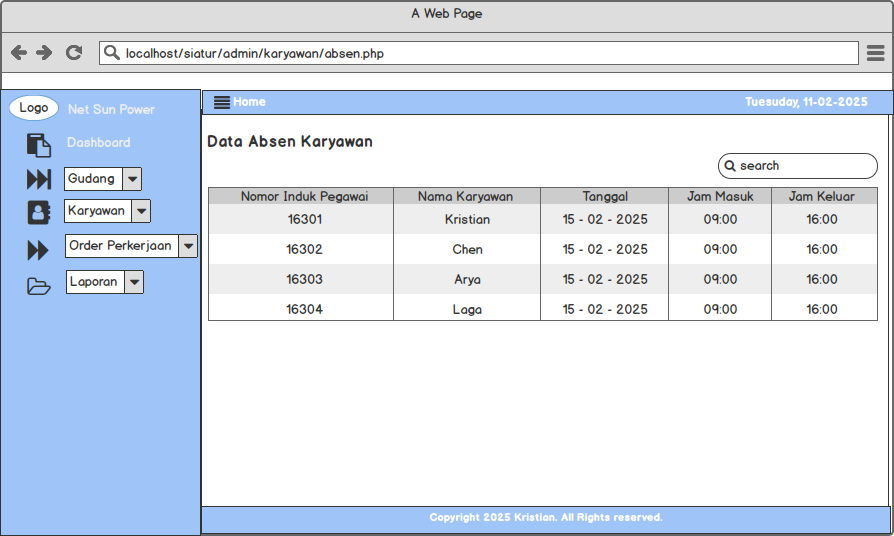 A Web Page
localhost/siatur/admin/karyawan/absen.php
Logo Net Sun Power
Dashboard
Gudang
Karyawan
Order Perkerjaan
Laporan
Home Tuesuday, 11-02-2025
Data Absen Karyawan
search
Nomor Induk Pegawai Nama Karyawan Tanggal Jam Masuk Jam Keluar
16301 Kristian 15 - 02 - 2025 09:00 16:00
16302 Chen 15 - 02 - 2025 09:00 16:00
16303 Arya 15 - 02 - 2025 09:00 16:00
16304 Laga 15 - 02 - 2025 09:00 16:00
Copyright 2025 Kristian. All Rights reserved.